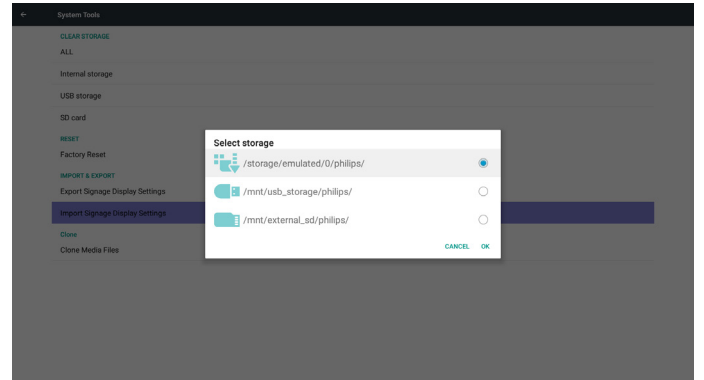 System Tools
CLEAR STORAGE
ALL
Internal storage
USB storage
SD card
RESET
Factory Reset
IMPORT & EXPORT
Export Signage Display Settings
Import Signage Display Settings
Clone
Clone Media Files
Select storage
/storage/emulated/0/philips/
/mnt/usb_storage/philips/
/mnt/external_sd/philips/
CANCEL OK